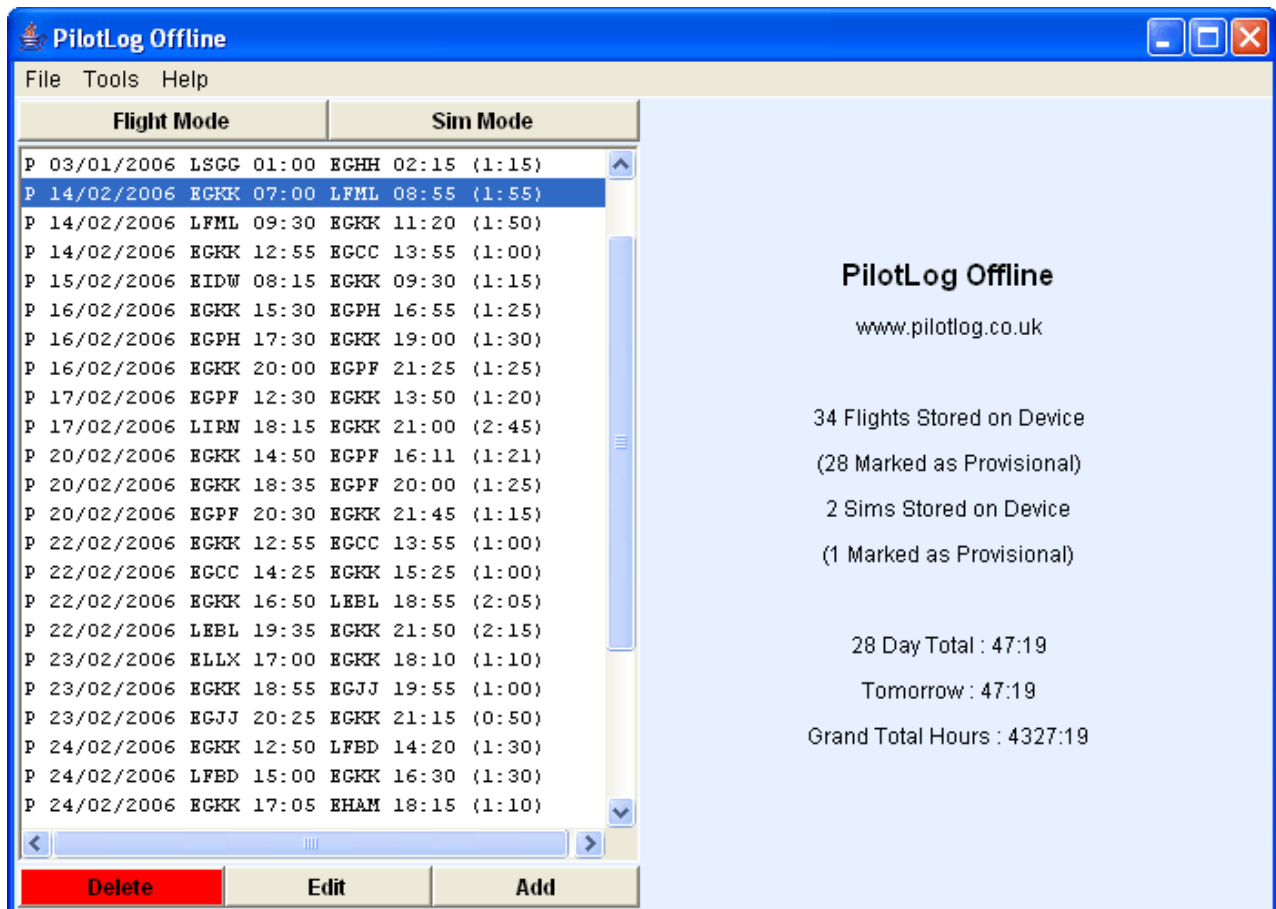 PilotLog Offline
File Tools Help
Flight Mode Sim Mode
P 03/01/2006 LSGG 01:00 EGHH 02:15 (1:15)
P 14/02/2006 EGKK 07:00 LFML 08:55 (1:55)
P 14/02/2006 LFML 09:30 EGKK 11:20 (1:50)
P 14/02/2006 EGKK 12:55 EGCC 13:55 (1:00)
P 15/02/2006 EIDW 08:15 EGKK 09:30 (1:15)
P 16/02/2006 EGKK 15:30 EGPH 16:55 (1:25)
P 16/02/2006 EGPH 17:30 EGKK 19:00 (1:30)
P 16/02/2006 EGKK 20:00 EGPF 21:25 (1:25)
P 17/02/2006 EGPF 12:30 EGKK 13:50 (1:20)
P 17/02/2006 LIRN 18:15 EGKK 21:00 (2:45)
P 20/02/2006 EGKK 14:50 EGPF 16:11 (1:21)
P 20/02/2006 EGKK 18:35 EGPF 20:00 (1:25)
P 20/02/2006 EGPF 20:30 EGKK 21:45 (1:15)
P 22/02/2006 EGKK 12:55 EGCC 13:55 (1:00)
P 22/02/2006 EGCC 14:25 EGKK 15:25 (1:00)
P 22/02/2006 EGKK 16:50 LEBL 18:55 (2:05)
P 22/02/2006 LEBL 19:35 EGKK 21:50 (2:15)
P 23/02/2006 ELLX 17:00 EGKK 18:10 (1:10)
P 23/02/2006 EGKK 18:55 EGJJ 19:55 (1:00)
P 23/02/2006 EGJJ 20:25 EGKK 21:15 (0:50)
P 24/02/2006 EGKK 12:50 LFBD 14:20 (1:30)
P 24/02/2006 LFBD 15:00 EGKK 16:30 (1:30)
P 24/02/2006 EGKK 17:05 EHAM 18:15 (1:10)
Delete Edit Add
PilotLog Offline
www.pilotlog.co.uk
34 Flights Stored on Device
(28 Marked as Provisional)
2 Sims Stored on Device
(1 Marked as Provisional)
28 Day Total : 47:19
Tomorrow : 47:19
Grand Total Hours : 4327:19